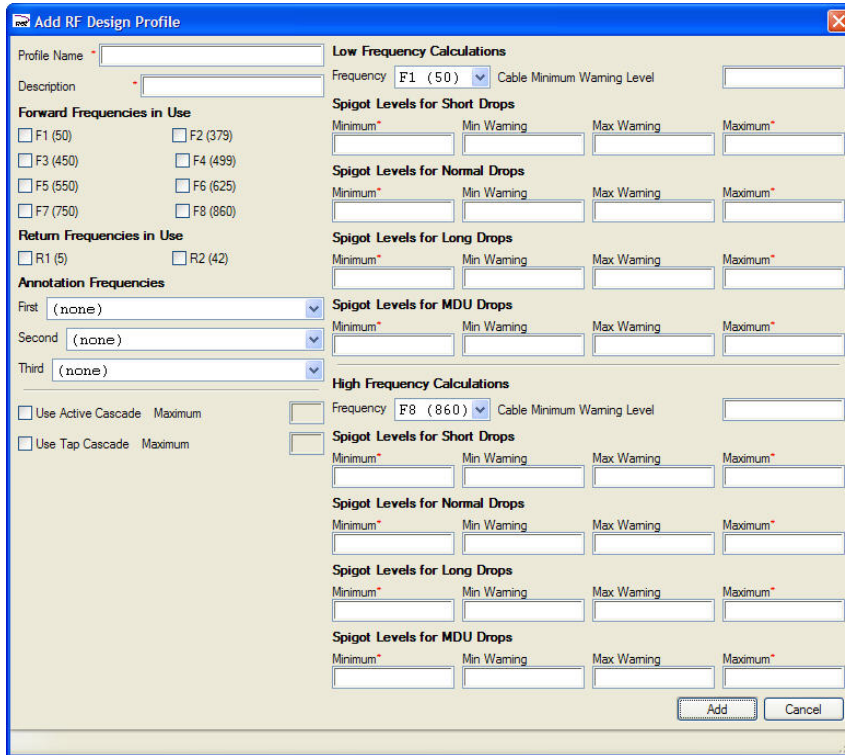 Add RF Design Profile
Profile Name *
Description *
Forward Frequencies in Use
F1 (50) F2 (379)
F3 (450) F4 (499)
F5 (550) F6 (625)
F7 (750) F8 (860)
Return Frequencies in Use
R1 (5) R2 (42)
Annotation Frequencies
First (none)
Second (none)
Third (none)
Use Active Cascade Maximum
Use Tap Cascade Maximum
Low Frequency Calculations
Frequency F1 (50) Cable Minimum Warning Level
Spigot Levels for Short Drops
Minimum* Min Warning Max Warning Maximum*
Spigot Levels for Normal Drops
Minimum* Min Warning Max Warning Maximum*
Spigot Levels for Long Drops
Minimum* Min Warning Max Warning Maximum*
Spigot Levels for MDU Drops
Minimum* Min Warning Max Warning Maximum*
High Frequency Calculations
Frequency F8 (860) Cable Minimum Warning Level
Spigot Levels for Short Drops
Minimum* Min Warning Max Warning Maximum*
Spigot Levels for Normal Drops
Minimum* Min Warning Max Warning Maximum*
Spigot Levels for Long Drops
Minimum* Min Warning Max Warning Maximum*
Spigot Levels for MDU Drops
Minimum* Min Warning Max Warning Maximum*
Add Cancel